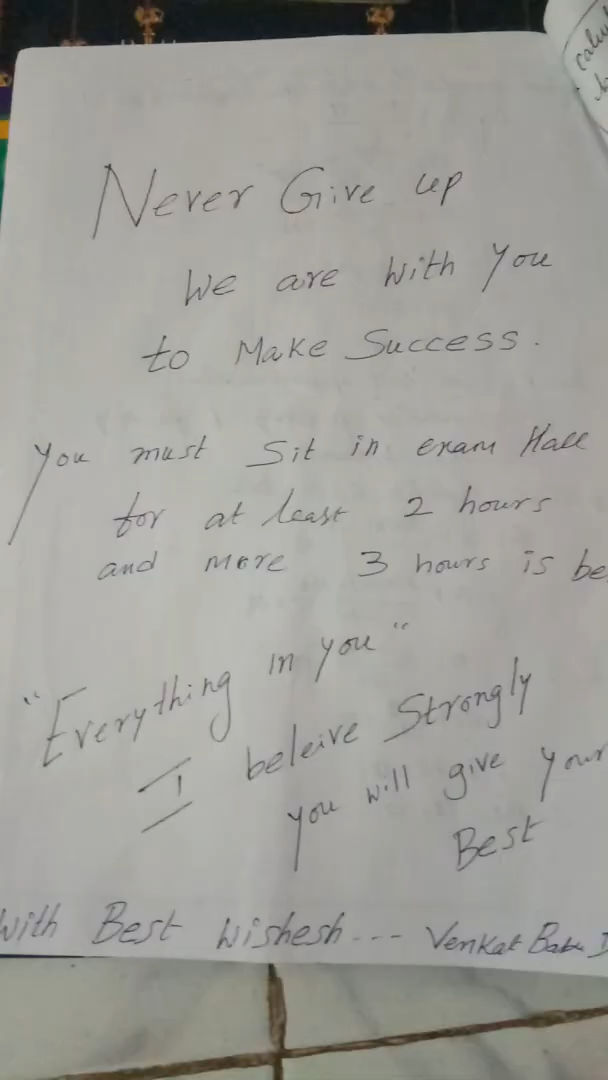 Never Give up
We are with you
to Make Success.
You must Sit in exam Hall
for at least 2 hours
and more 3 hours is be
"Everything in you"
I beleive Strongly
you will give your
Best
with Best wishesh... Venkat Babu